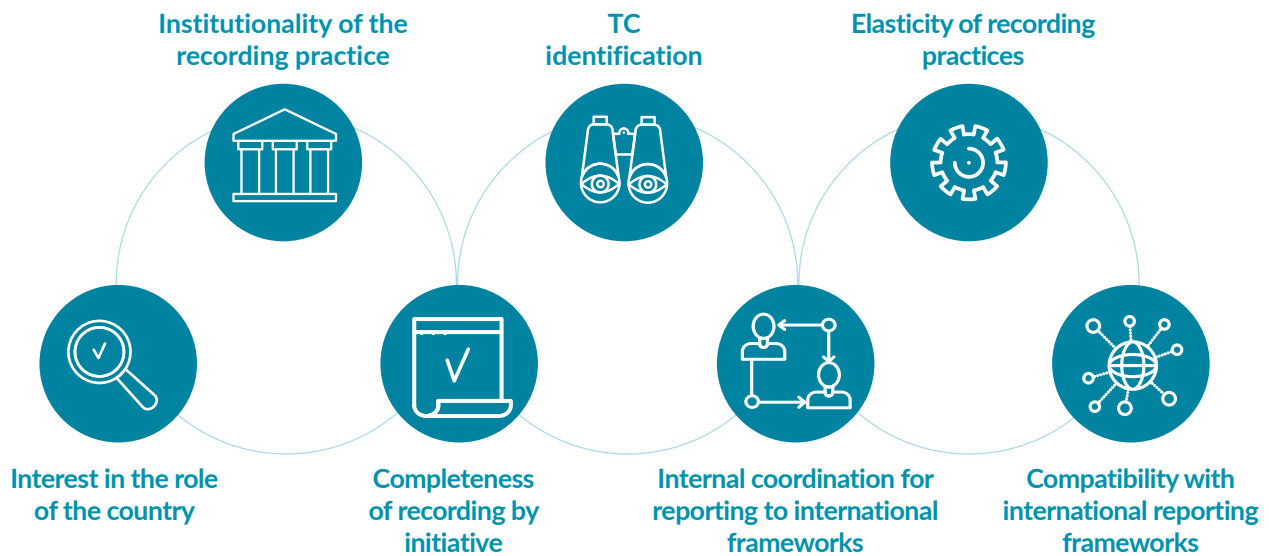 Institutionality of the
recording practice
TC
identification
Elasticity of recording
practices
Interest in the role
of the country
Completeness
of recording by
initiative
Internal coordination for
reporting to international
frameworks
Compatibility with
international reporting
frameworks